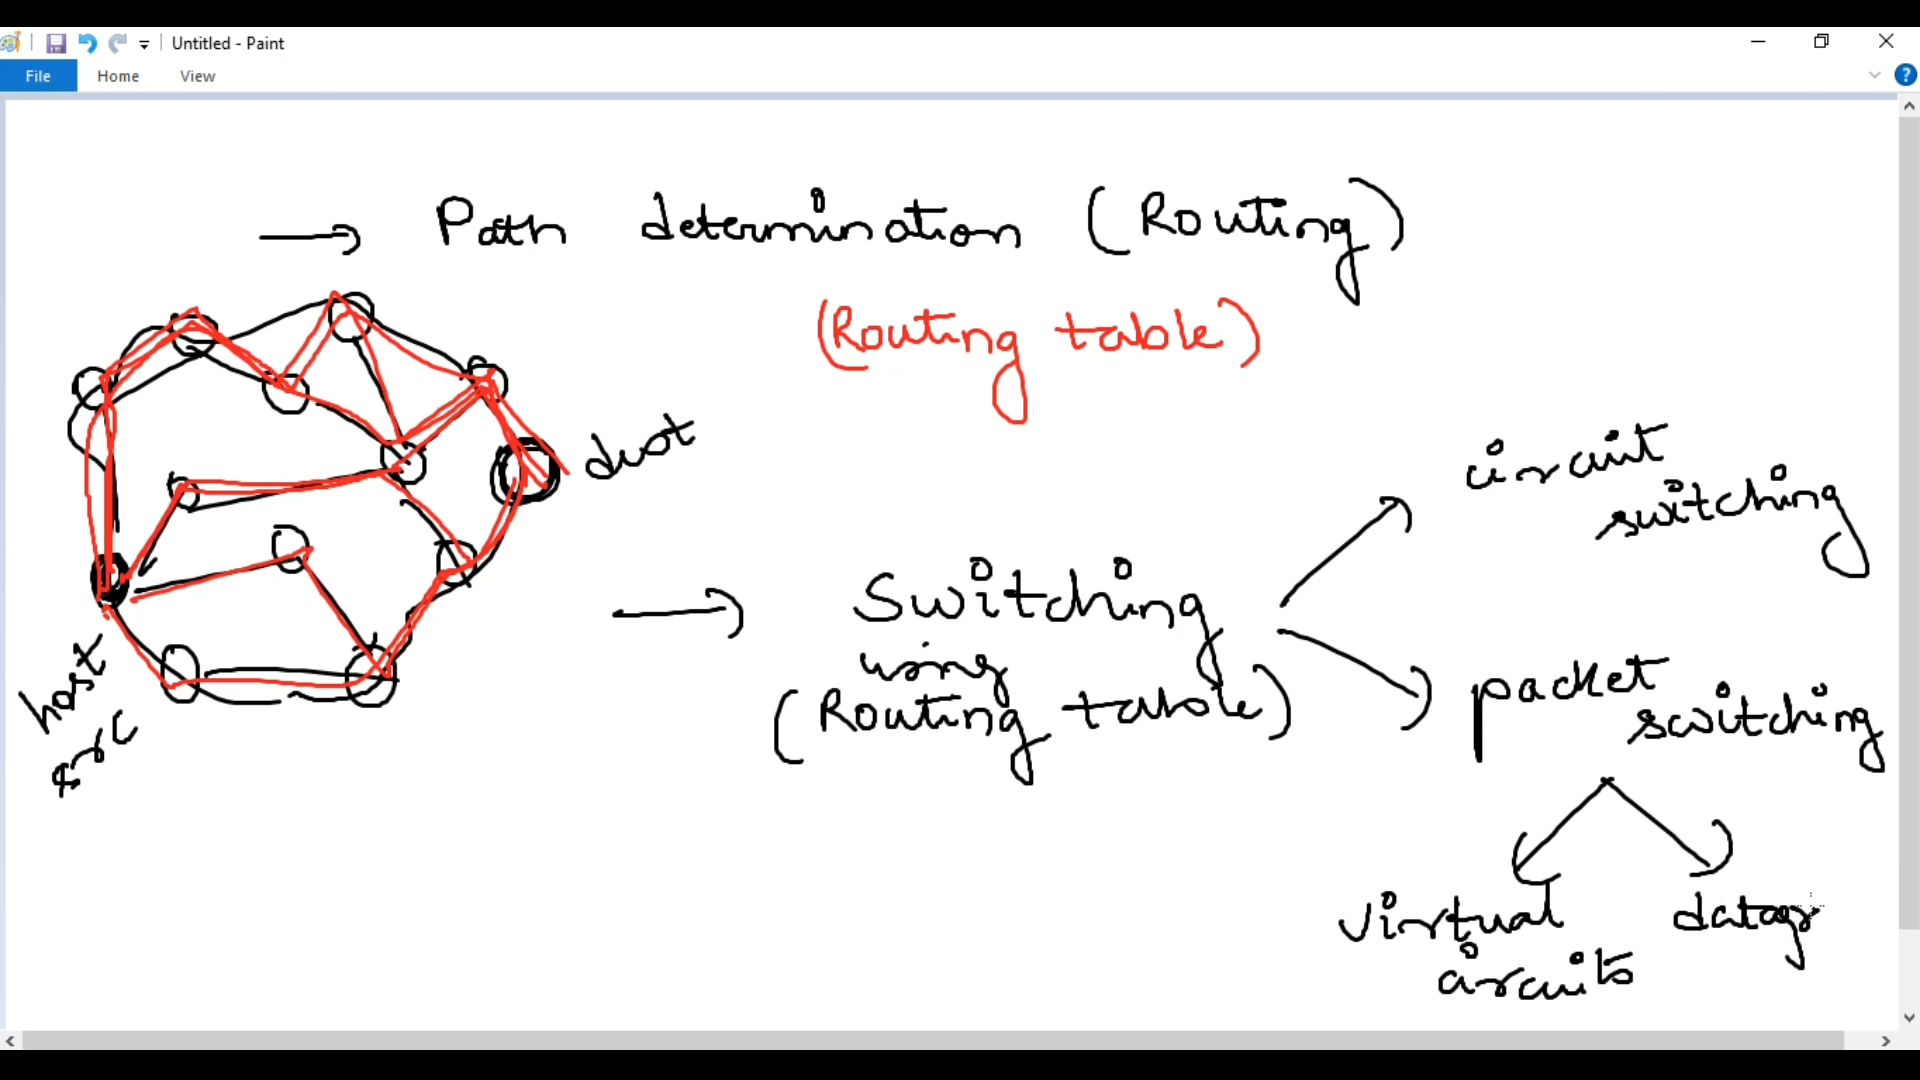 Untitled - Paint
File Home View
Path determination (Routing)
(Routing table)
dest
circuit
switching
Switching
using
(Routing table)
host
src
packet
switching
virtual
circuits
datagr